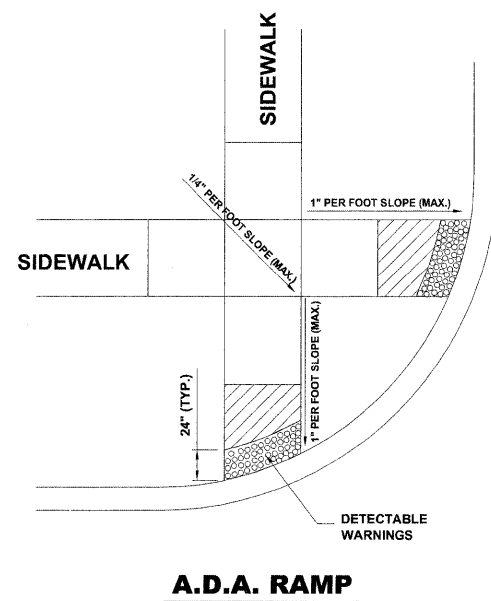 SIDEWALK
1/4" PER FOOT SLOPE (MAX.)
1" PER FOOT SLOPE (MAX.)
SIDEWALK
1" PER FOOT SLOPE (MAX.)
24" (TYP.)
DETECTABLE
WARNINGS
A.D.A. RAMP